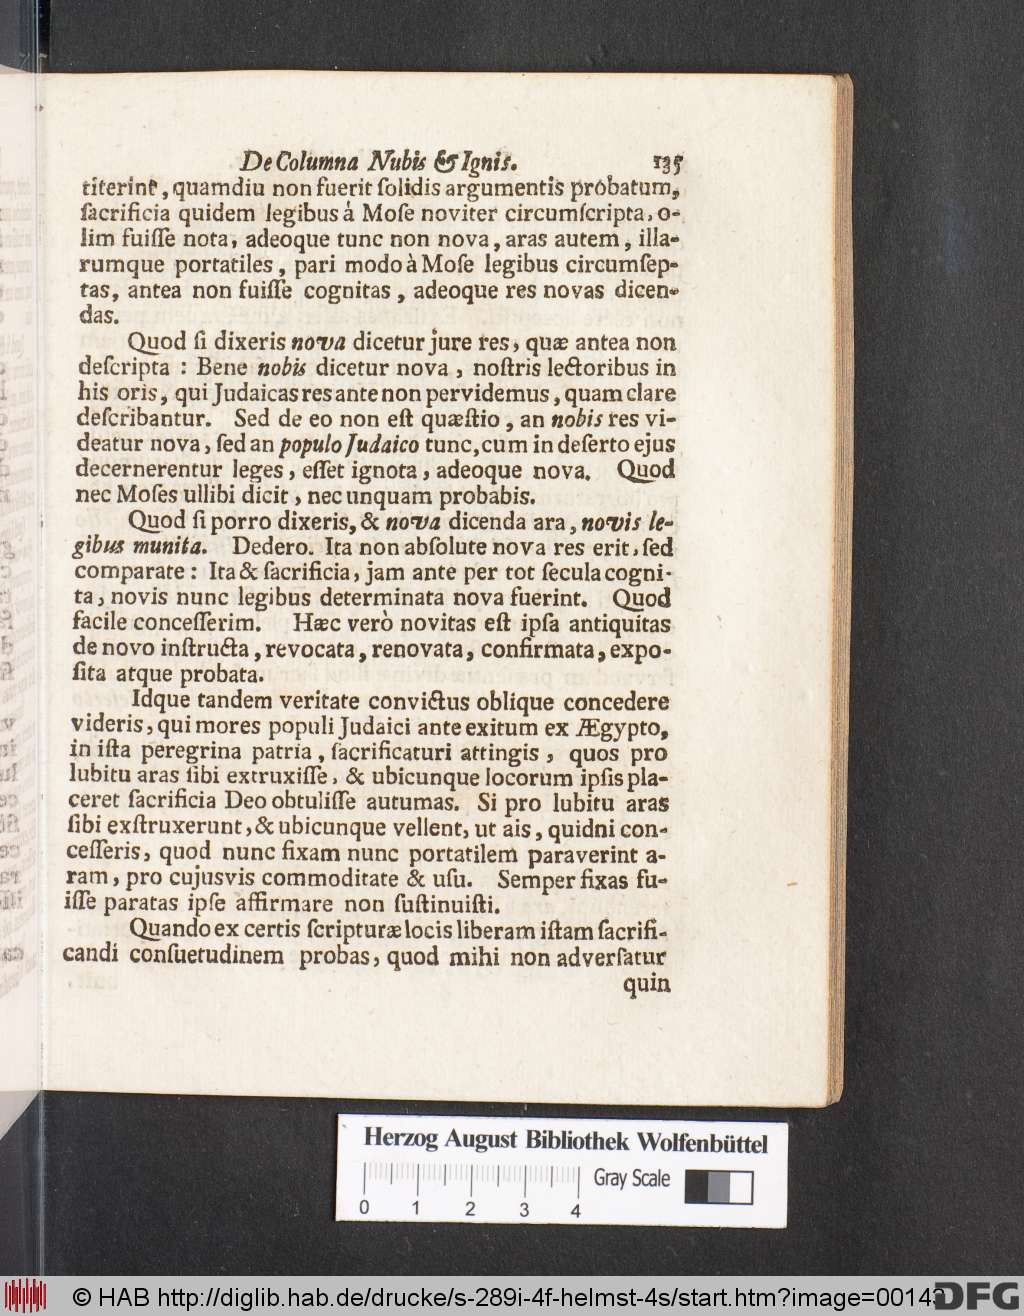 De Columna Nubis & Ignis. 135
titerint, quamdiu non fuerit ſolidis argumentis probatum,
ſacrificia quidem legibus á Moſe noviter circumſcripta, o-
lim fuiſſe nota, adeoque tunc non nova, aras autem, illa-
rumque portatiles, pari modo à Moſe legibus circumſep-
tas, antea non fuiſſe cognitas, adeoque res novas dicen-
das.
Quod ſi dixeris nova dicetur jure res, quæ antea non
deſcripta : Bene nobis dicetur nova, noſtris lectoribus in
his oris, qui Judaicas res ante non pervidemus, quam clare
deſcribantur. Sed de eo non eſt quæſtio, an nobis res vi-
deatur nova, ſed an populo Judaico tunc, cum in deſerto ejus
decernerentur leges, eſſet ignota, adeoque nova. Quod
nec Moſes ullibi dicit, nec unquam probabis.
Quod ſi porro dixeris, & nova dicenda ara, novis le-
gibus munita. Dedero. Ita non abſolute nova res erit, ſed
comparate : Ita & ſacrificia, jam ante per tot ſecula cogni-
ta, novis nunc legibus determinata nova fuerint. Quod
facile conceſſerim. Hæc verò novitas eſt ipſa antiquitas
de novo inſtructa, revocata, renovata, confirmata, expo-
ſita atque probata.
Idque tandem veritate convictus oblique concedere
videris, qui mores populi Judaici ante exitum ex Ægypto,
in iſta peregrina patria, ſacrificaturi attingis, quos pro
lubitu aras ſibi extruxiſſe, & ubicunque locorum ipſis pla-
ceret ſacrificia Deo obtuliſſe autumas. Si pro lubitu aras
ſibi exſtruxerunt, & ubicunque vellent, ut ais, quidni con-
ceſſeris, quod nunc fixam nunc portatilem paraverint a-
ram, pro cujusvis commoditate & uſu. Semper fixas fu-
iſſe paratas ipſe affirmare non ſuſtinuiſti.
Quando ex certis ſcripturæ locis liberam iſtam ſacrifi-
candi conſuetudinem probas, quod mihi non adverſatur
quin
Herzog August Bibliothek Wolfenbüttel
Gray Scale
0 1 2 3 4
© HAB http://diglib.hab.de/drucke/s-289i-4f-helmst-4s/start.htm?image=00143
DFG